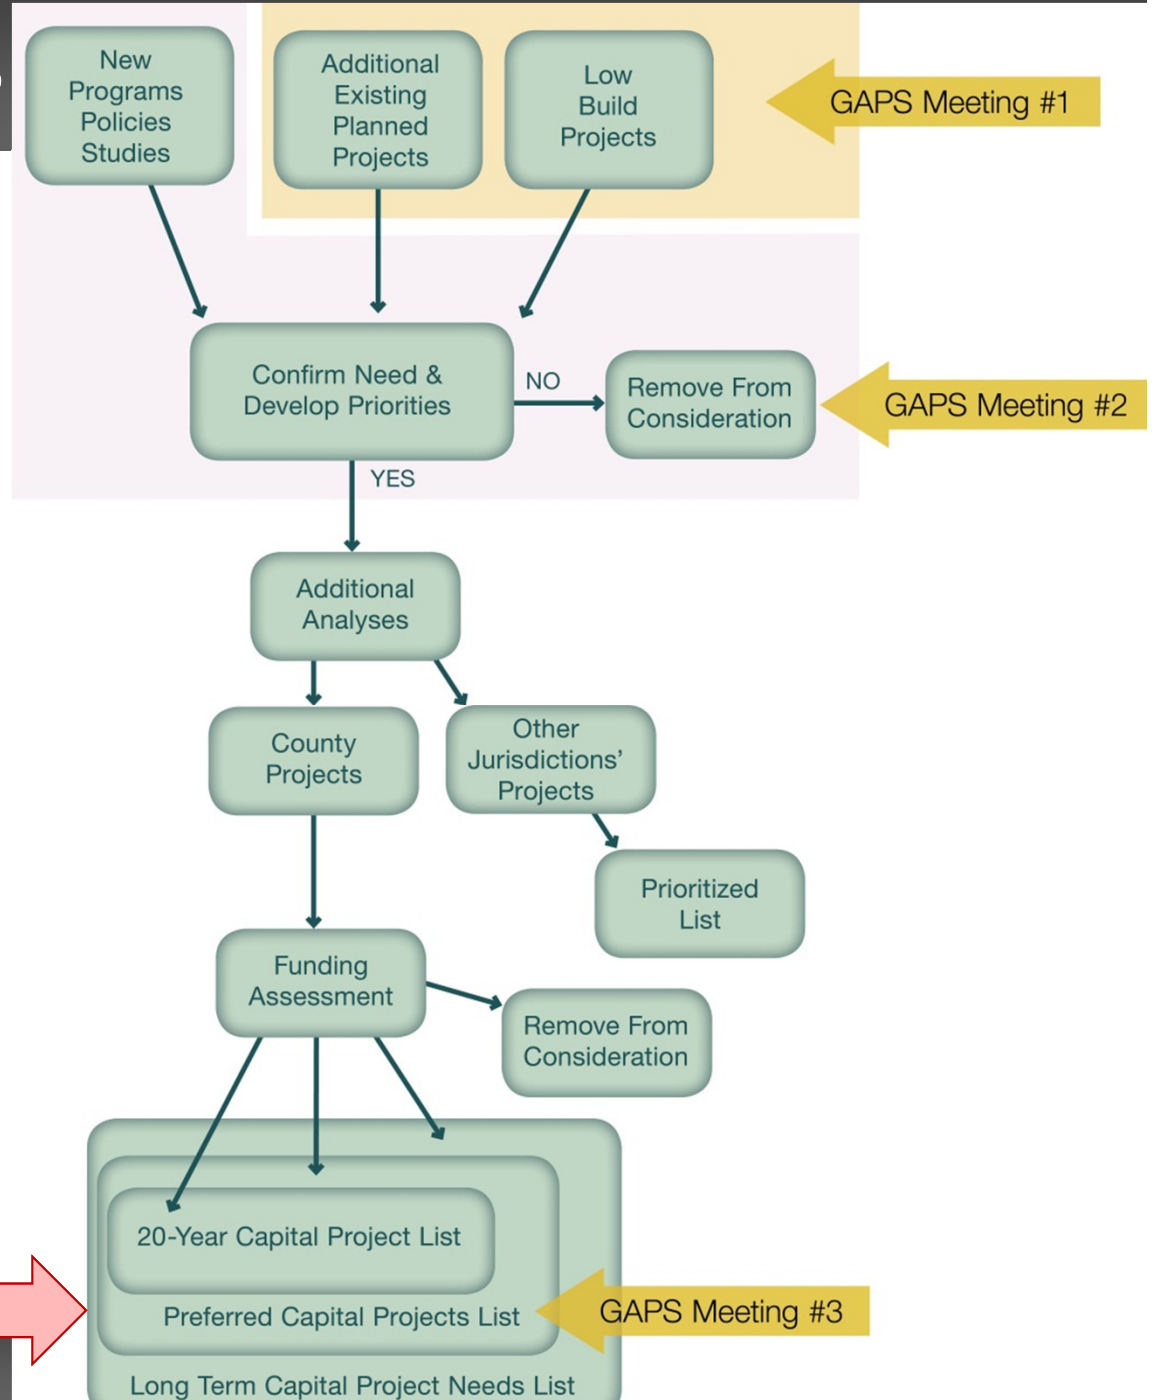 New
Programs
Policies
Studies
Additional
Existing
Planned
Projects
Low
Build
Projects
GAPS Meeting #1
Confirm Need &
Develop Priorities
NO
Remove From
Consideration
GAPS Meeting #2
YES
Additional
Analyses
County
Projects
Other
Jurisdictions’
Projects
Prioritized
List
Funding
Assessment
Remove From
Consideration
20-Year Capital Project List
Preferred Capital Projects List
GAPS Meeting #3
Long Term Capital Project Needs List